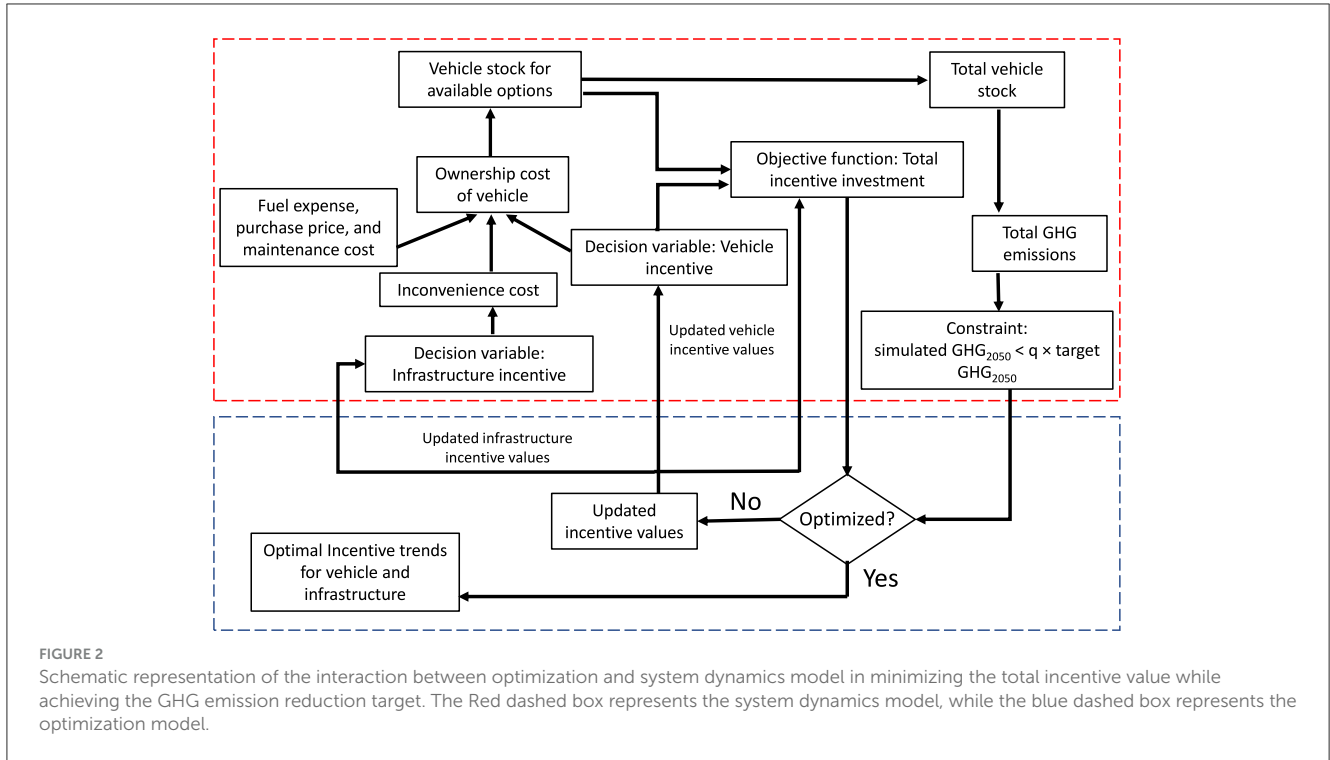 Vehicle stock for
available options
Total vehicle
stock
Objective function: Total
incentive investment
Ownership cost
of vehicle
Fuel expense,
purchase price, and
maintenance cost
Decision variable: Vehicle
incentive
Total GHG
emissions
Inconvenience cost
Updated vehicle
incentive values
Constraint:
simulated GHG2050 < q × target
GHG2050
Decision variable:
Infrastructure incentive
Updated infrastructure
incentive values
No
Updated
incentive values
Optimized?
Optimal Incentive trends
for vehicle and
infrastructure
Yes
FIGURE 2
Schematic representation of the interaction between optimization and system dynamics model in minimizing the total incentive value while
achieving the GHG emission reduction target. The Red dashed box represents the system dynamics model, while the blue dashed box represents the
optimization model.